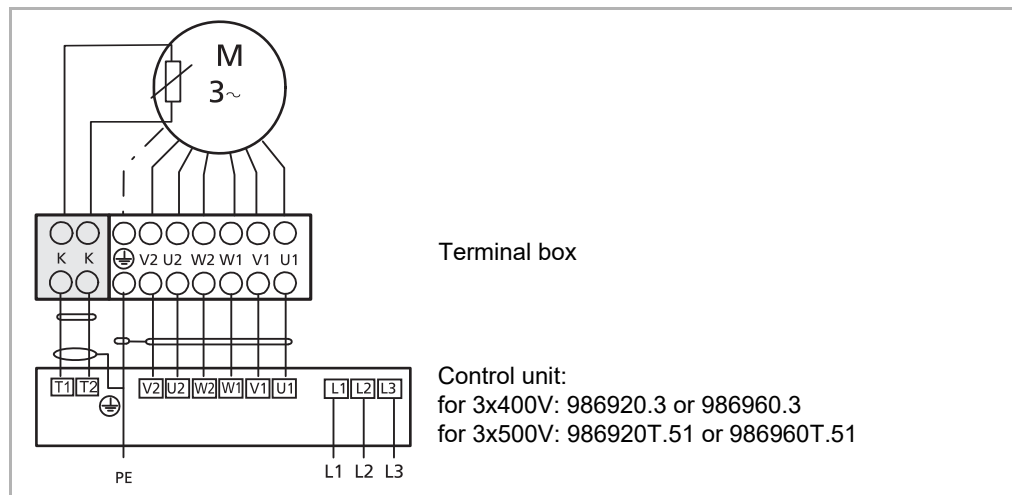 M
3~
K K V2 U2 W2 W1 V1 U1
Terminal box
T1 T2 V2 U2 W2 W1 V1 U1 L1 L2 L3
Control unit:
for 3x400V: 986920.3 or 986960.3
for 3x500V: 986920T.51 or 986960T.51
PE L1 L2 L3